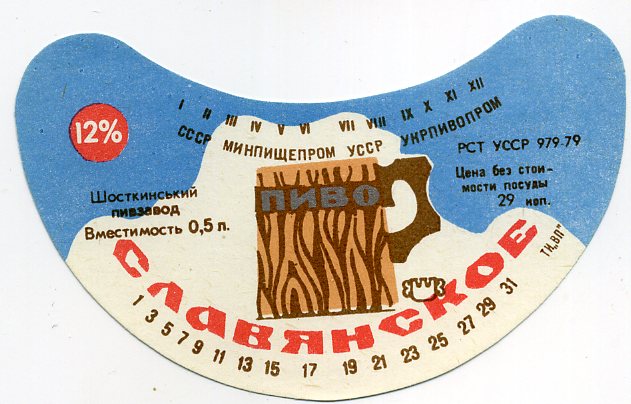 I II III IV V VI VII VIII IX X XI XII
СССР МИНПИЩЕПРОМ УССР УКРПИВОПРОМ
12%
РСТ УССР 979-79
Шосткинський
пивзавод
Вместимость 0,5 л.
Цена без стои-
мости посуды
29 коп.
ПИВО
СЛАВЯНСКОЕ
ТИ„ВП"
1 3 5 7 9 11 13 15 17 19 21 23 25 27 29 31